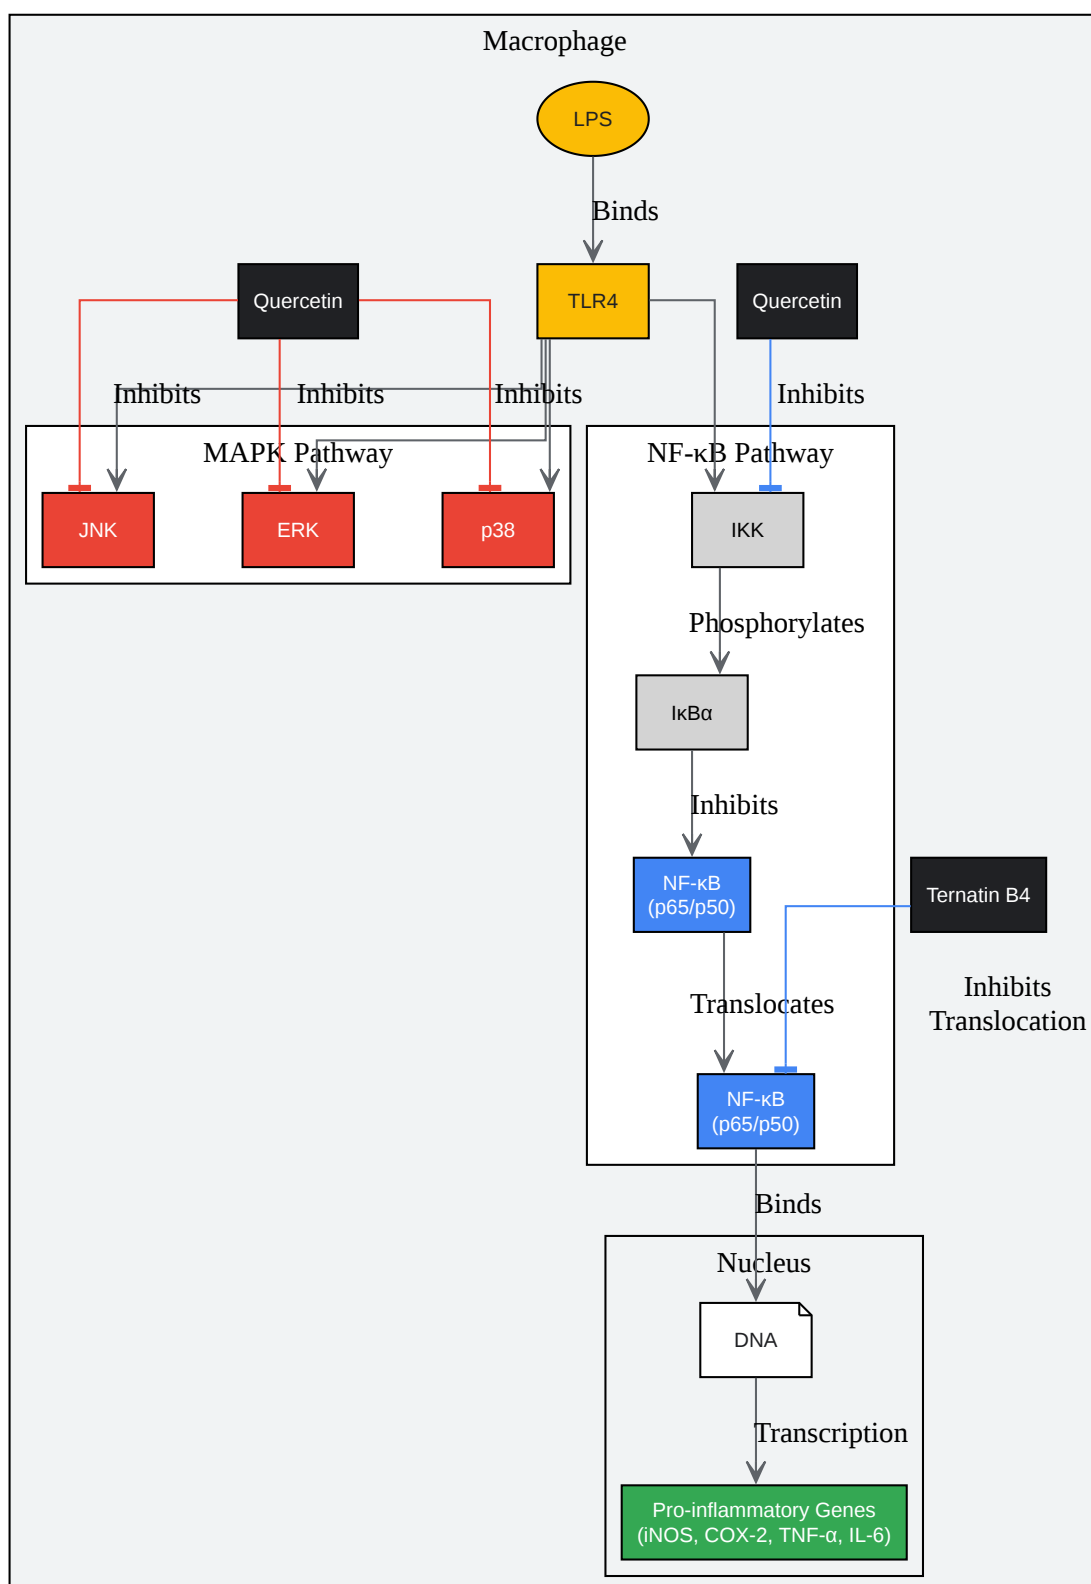 Macrophage
LPS
Binds
Quercetin
TLR4
Quercetin
Inhibits
Inhibits
Inhibits
Inhibits
MAPK Pathway
NF-κB Pathway
JNK
ERK
p38
IKK
Phosphorylates
IκBα
Inhibits
NF-κB
(p65/p50)
Ternatin B4
Inhibits
Translocation
Translocates
NF-κB
(p65/p50)
Binds
Nucleus
DNA
Transcription
Pro-inflammatory Genes
(iNOS, COX-2, TNF-α, IL-6)